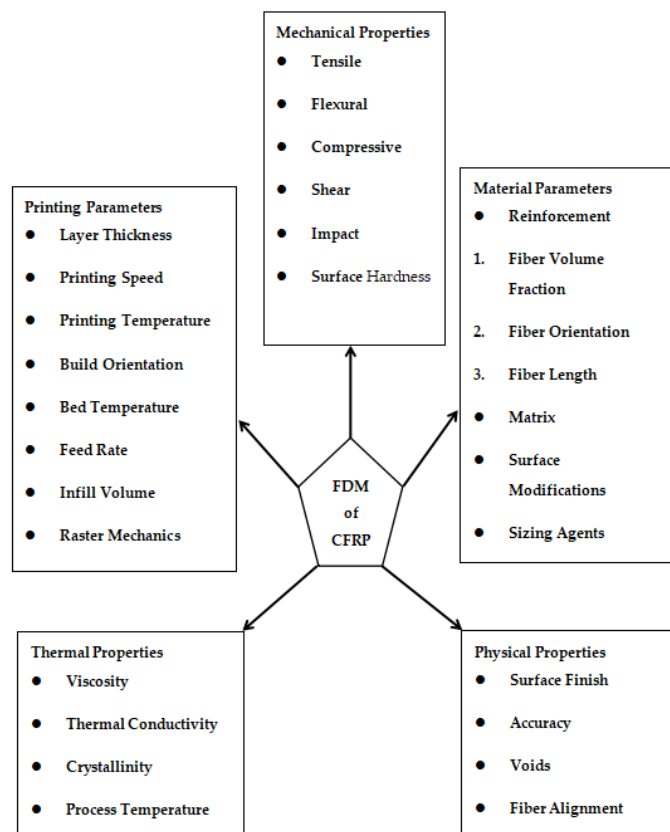 Mechanical Properties
● Tensile
● Flexural
● Compressive
● Shear
● Impact
● Surface Hardness
Printing Parameters
● Layer Thickness
● Printing Speed
● Printing Temperature
● Build Orientation
● Bed Temperature
● Feed Rate
● Infill Volume
● Raster Mechanics
Material Parameters
● Reinforcement
1. Fiber Volume
Fraction
2. Fiber Orientation
3. Fiber Length
● Matrix
● Surface
Modifications
● Sizing Agents
FDM
of
CFRP
Thermal Properties
● Viscosity
● Thermal Conductivity
● Crystallinity
● Process Temperature
Physical Properties
● Surface Finish
● Accuracy
● Voids
● Fiber Alignment